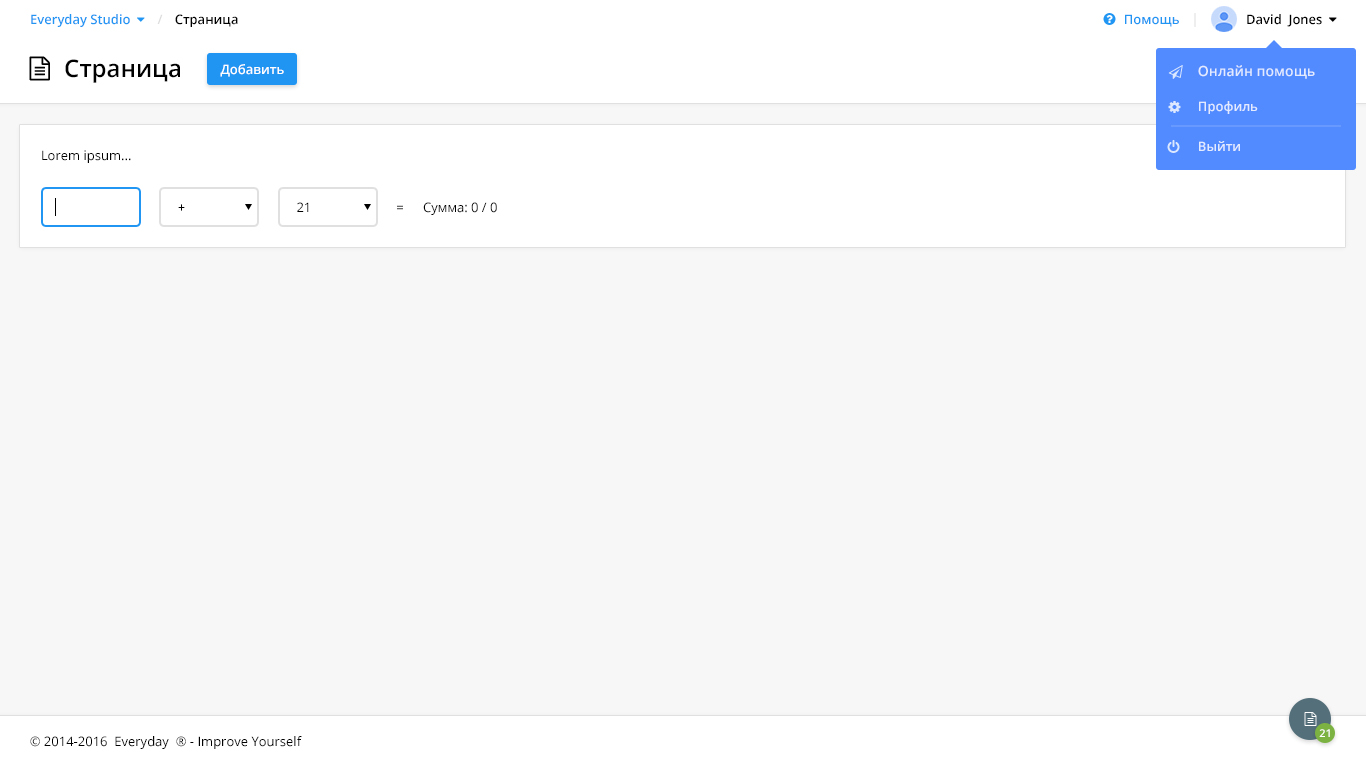 Everyday Studio / Страница
Помощь | David Jones
Страница
Добавить
Онлайн помощь
Профиль
Выйти
Lorem ipsum...
+ 21 = Сумма: 0 / 0
21
© 2014-2016 Everyday ® - Improve Yourself